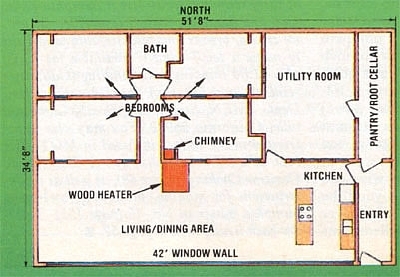 NORTH
51'8"
BATH
UTILITY ROOM
PANTRY/ROOT CELLAR
BEDROOMS
34'8"
CHIMNEY
WOOD HEATER
KITCHEN
LIVING/DINING AREA
ENTRY
42' WINDOW WALL